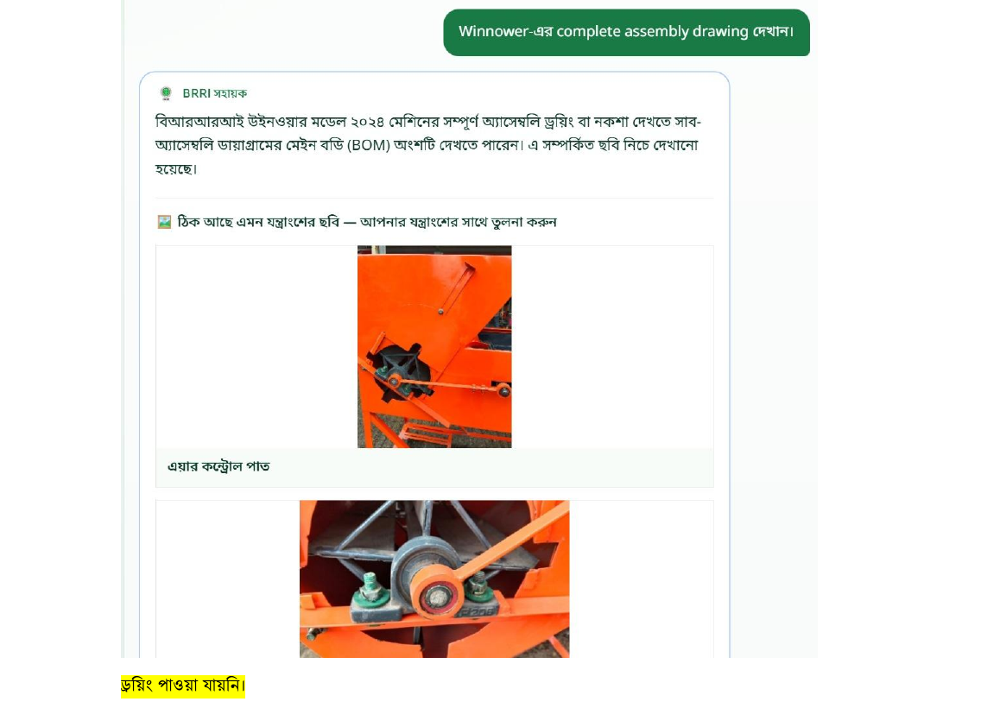 Winnower-এর complete assembly drawing দেখান।
BRRI সহায়ক
বিআরআরআই উইনওয়ার মডেল ২০২৪ মেশিনের সম্পূর্ণ অ্যাসেম্বলি ড্রয়িং বা নকশা দেখতে সাব-
অ্যাসেম্বলি ডায়াগ্রামের মেইন বডি (BOM) অংশটি দেখতে পারেন। এ সম্পর্কিত ছবি নিচে দেখানো
হয়েছে।
ঠিক আছে এমন যন্ত্রাংশের ছবি — আপনার যন্ত্রাংশের সাথে তুলনা করুন
এয়ার কন্ট্রোল পাত
ড্রয়িং পাওয়া যায়নি।